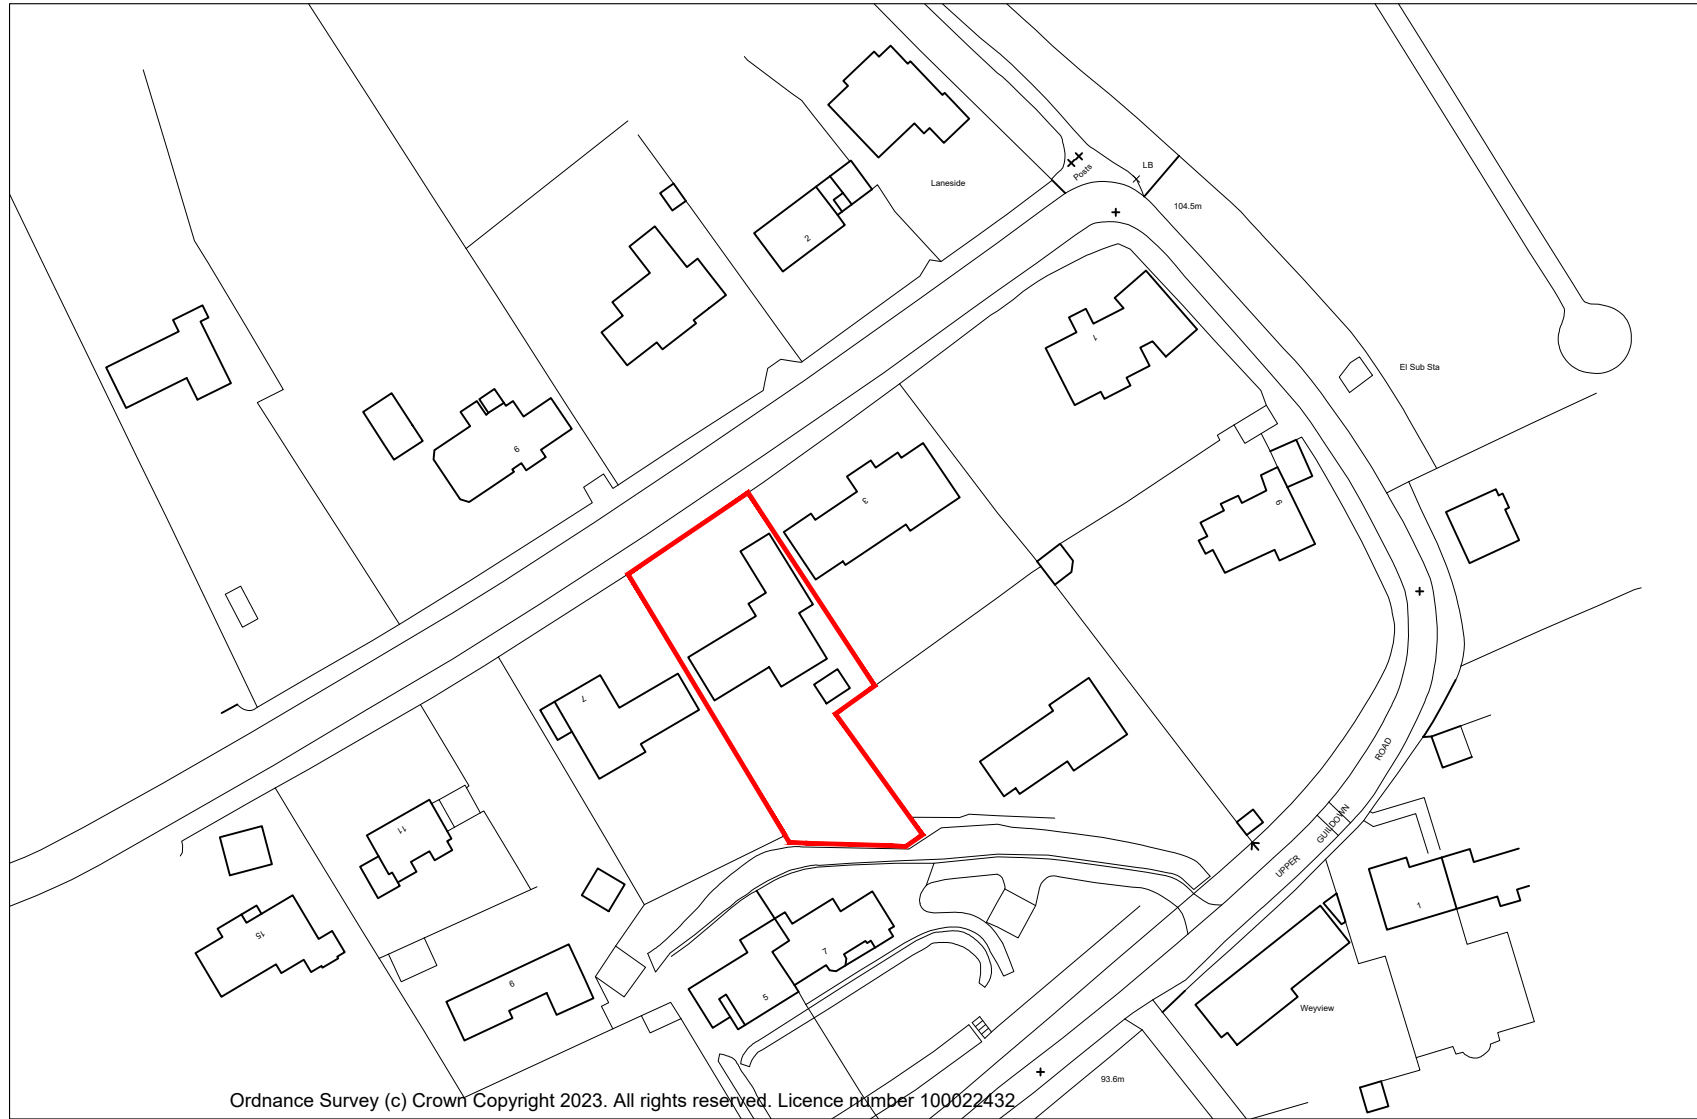 Laneside
Posts
LB
104.5m
2
1
El Sub Sta
9
3
9
7
ROAD
GUILDOWN
UPPER
11
1
15
7
9
5
Weyview
93.6m
Ordnance Survey (c) Crown Copyright 2023. All rights reserved. Licence number 100022432